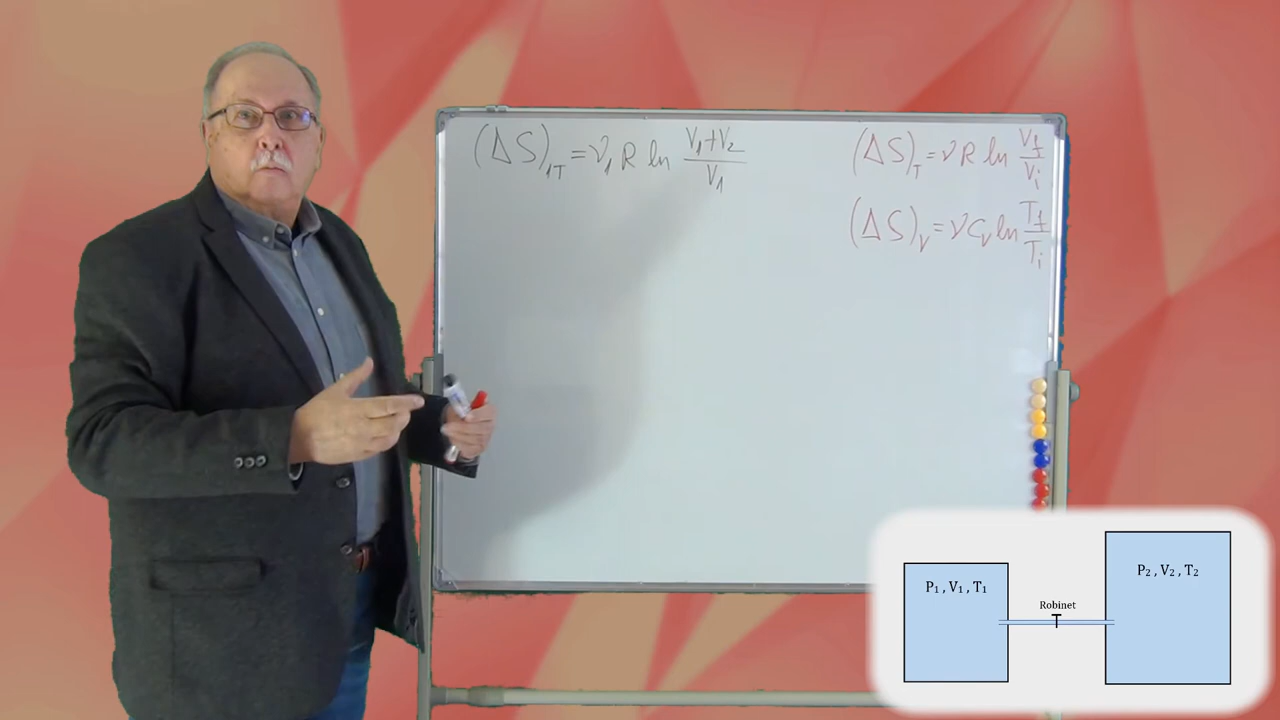 (ΔS)₁T = ν₁ R ln (V₁+V₂)/V₁
(ΔS)T = ν R ln Vf/Vi
(ΔS)V = ν CV ln Tf/Ti
P₁ , V₁ , T₁
P₂ , V₂ , T₂
Robinet